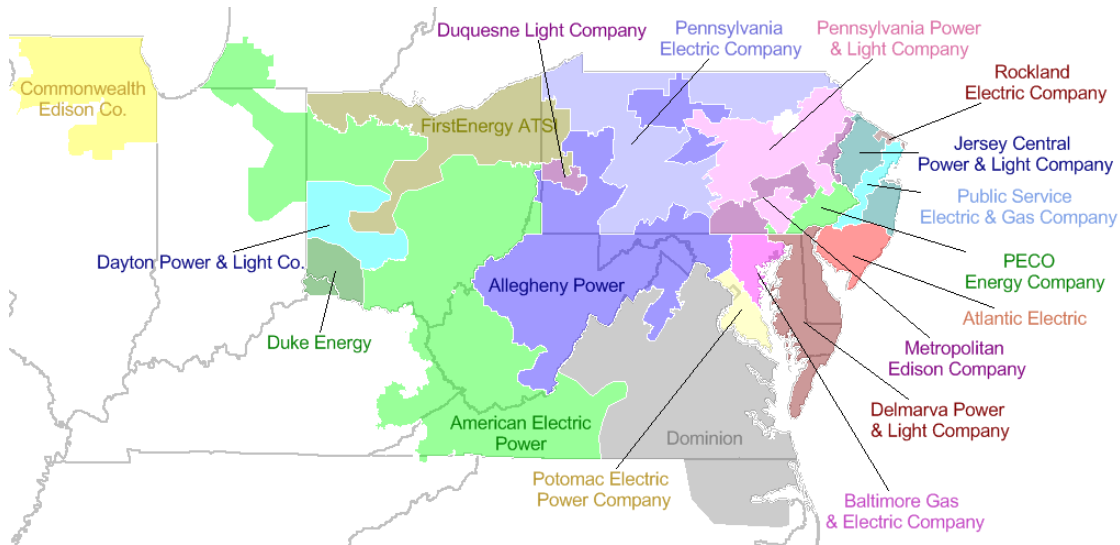 Duquesne Light Company
Pennsylvania
Electric Company
Pennsylvania Power
& Light Company
Rockland
Electric Company
Commonwealth
Edison Co.
FirstEnergy ATSI
Jersey Central
Power & Light Company
Public Service
Electric & Gas Company
Dayton Power & Light Co.
PECO
Energy Company
Allegheny Power
Atlantic Electric
Duke Energy
Metropolitan
Edison Company
American Electric
Power
Dominion
Delmarva Power
& Light Company
Potomac Electric
Power Company
Baltimore Gas
& Electric Company